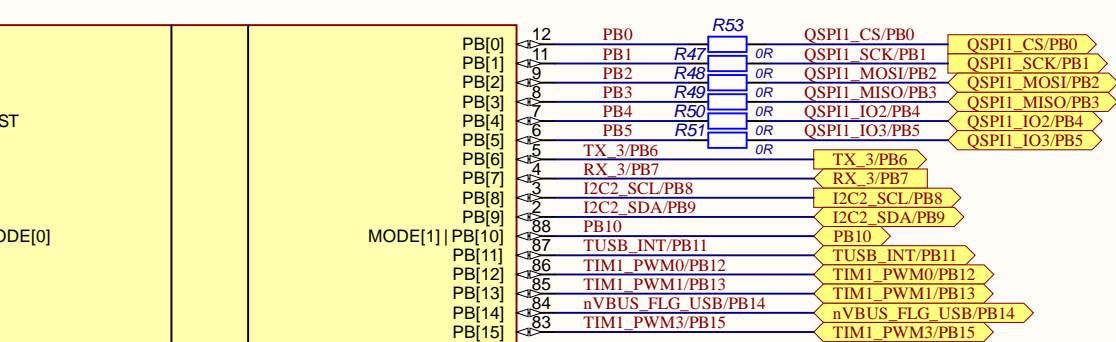 R53
PB[0] 12 PB0 0R QSPI1_CS/PB0 QSPI1_CS/PB0
PB[1] 11 PB1 R47 0R QSPI1_SCK/PB1 QSPI1_SCK/PB1
PB[2] 9 PB2 R48 0R QSPI1_MOSI/PB2 QSPI1_MOSI/PB2
PB[3] 8 PB3 R49 0R QSPI1_MISO/PB3 QSPI1_MISO/PB3
ST PB[4] 7 PB4 R50 0R QSPI1_IO2/PB4 QSPI1_IO2/PB4
PB[5] 6 PB5 R51 0R QSPI1_IO3/PB5 QSPI1_IO3/PB5
PB[6] 5 TX_3/PB6 TX_3/PB6
PB[7] 4 RX_3/PB7 RX_3/PB7
PB[8] 3 I2C2_SCL/PB8 I2C2_SCL/PB8
PB[9] 2 I2C2_SDA/PB9 I2C2_SDA/PB9
ODE[0] MODE[1] | PB[10] 88 PB10 PB10
PB[11] 87 TUSB_INT/PB11 TUSB_INT/PB11
PB[12] 86 TIM1_PWM0/PB12 TIM1_PWM0/PB12
PB[13] 85 TIM1_PWM1/PB13 TIM1_PWM1/PB13
PB[14] 84 nVBUS_FLG_USB/PB14 nVBUS_FLG_USB/PB14
PB[15] 83 TIM1_PWM3/PB15 TIM1_PWM3/PB15